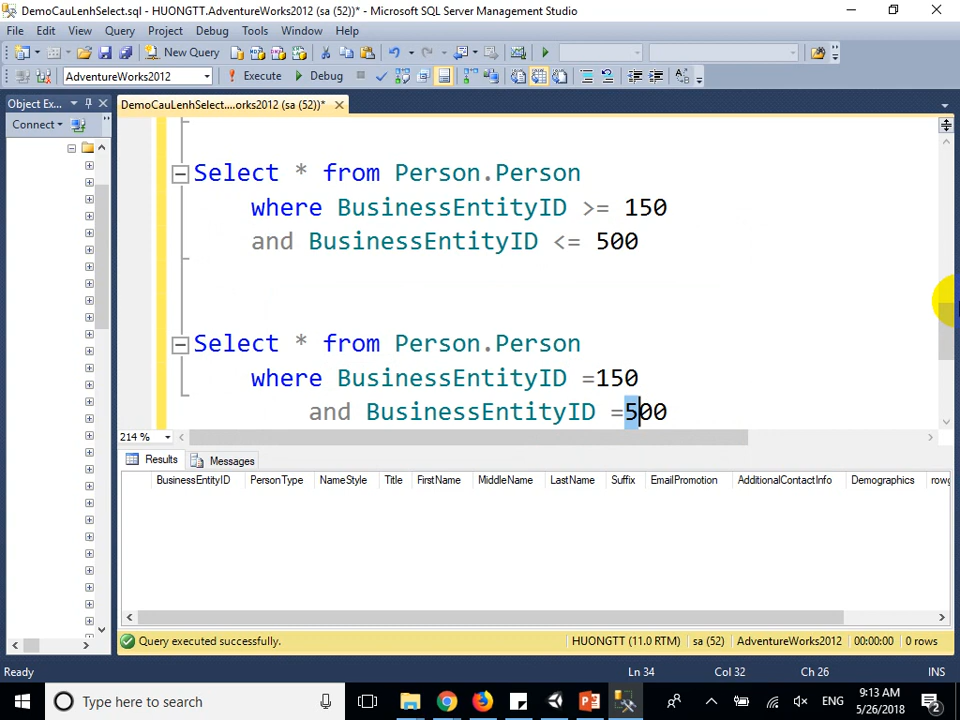 DemoCauLenhSelect.sql - HUONGTT.AdventureWorks2012 (sa (52))* - Microsoft SQL Server Management Studio
File Edit View Query Project Debug Tools Window Help
New Query
AdventureWorks2012 Execute Debug
Object Ex... DemoCauLenhSelect....orks2012 (sa (52))*
Connect
Select * from Person.Person
where BusinessEntityID >= 150
and BusinessEntityID <= 500
Select * from Person.Person
where BusinessEntityID =150
and BusinessEntityID =500
214 %
Results Messages
BusinessEntityID PersonType NameStyle Title FirstName MiddleName LastName Suffix EmailPromotion AdditionalContactInfo Demographics rowg
Query executed successfully. HUONGTT (11.0 RTM) sa (52) AdventureWorks2012 00:00:00 0 rows
Ready Ln 34 Col 32 Ch 26 INS
Type here to search ENG 9:13 AM
5/26/2018 2